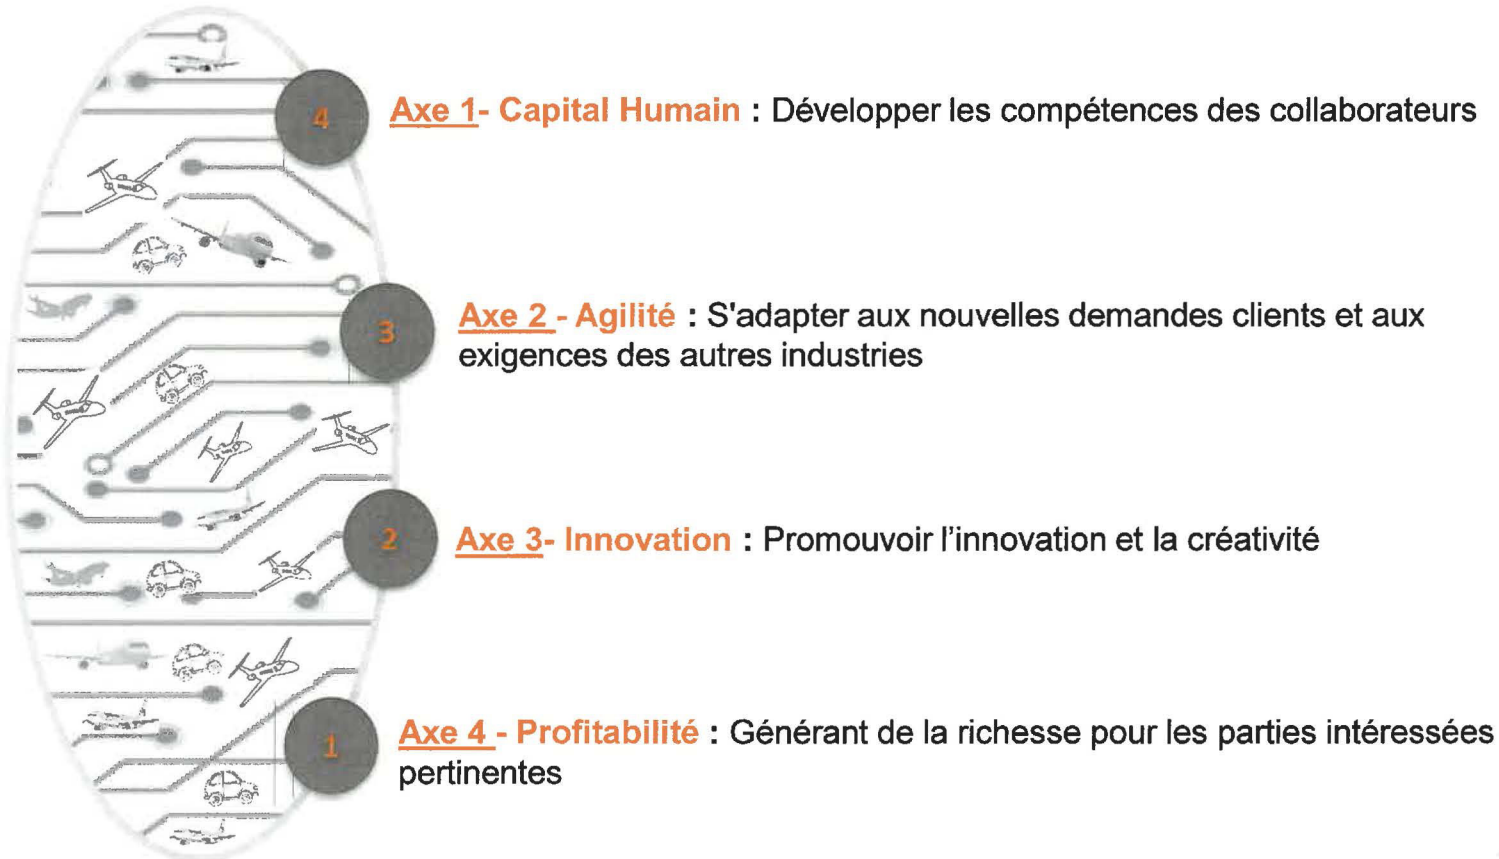 4
Axe 1- Capital Humain : Développer les compétences des collaborateurs
3
Axe 2 - Agilité : S'adapter aux nouvelles demandes clients et aux
exigences des autres industries
2
Axe 3- Innovation : Promouvoir l'innovation et la créativité
1
Axe 4 - Profitabilité : Générant de la richesse pour les parties intéressées
pertinentes